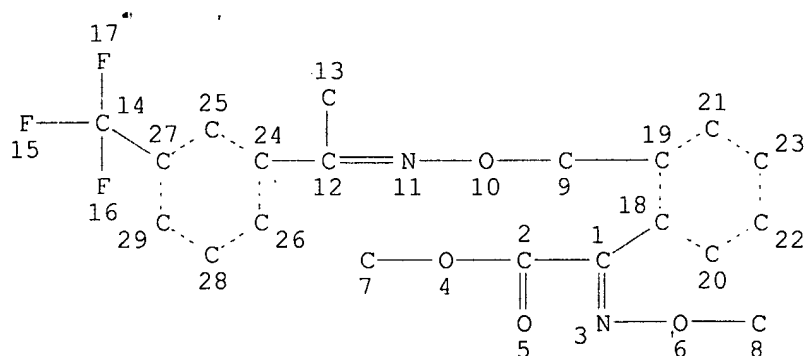 17
F 13
14 25 C 21
F C C 24 C
15 27 C C C N O C 19 C C 23
F 12 11 10 9
16 C C 18 C C
29 C 26 2 1 C 22
28 C O C C 20
7 4
O N O C
5 3 6 8